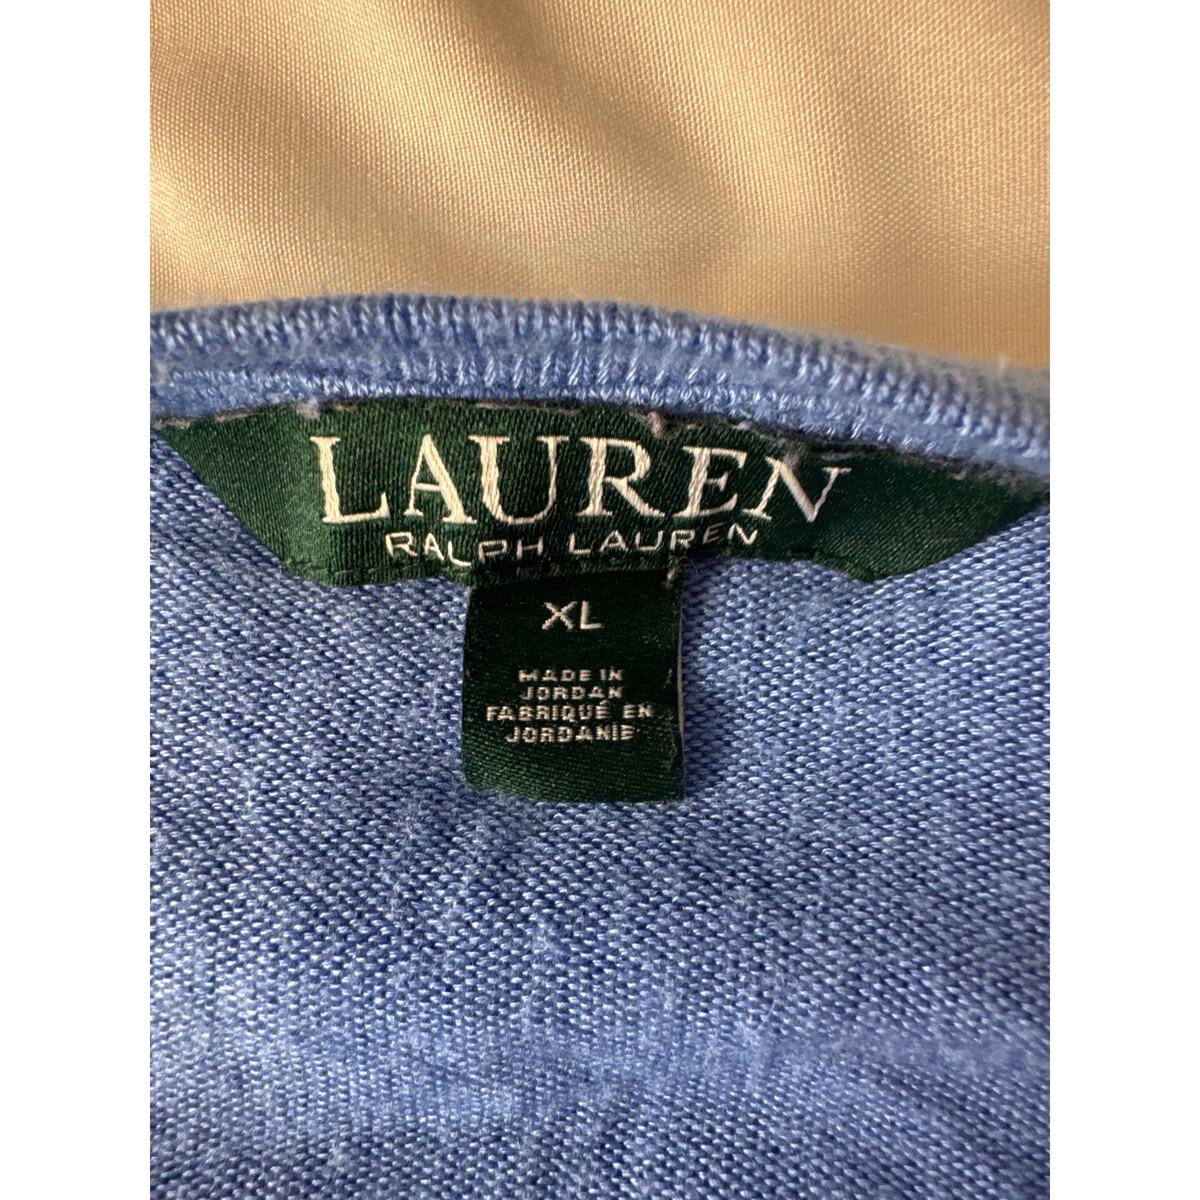 LAUREN
RALPH LAUREN
XL
MADE IN
JORDAN
FABRIQUÉ EN
JORDANIE